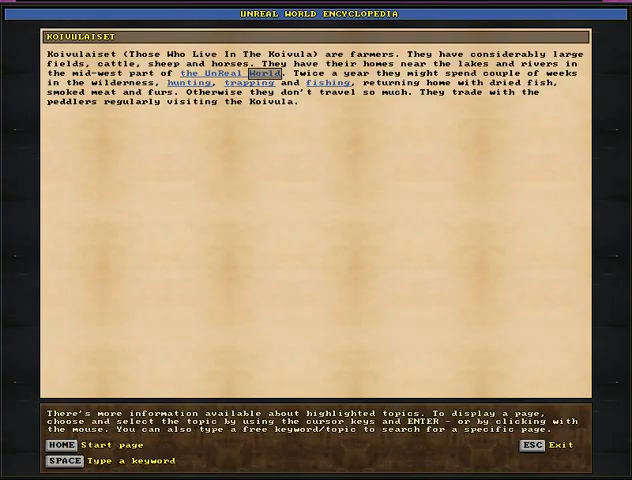 UNREAL WORLD ENCYCLOPEDIA
KOIVULAISET
Koivulaiset (Those Who Live In The Koivula) are farmers. They have considerably large
fields, cattle, sheep and horses. They have their homes near the lakes and rivers in
the mid-west part of the UnReal World. Twice a year they might spend couple of weeks
in the wilderness, hunting, trapping and fishing, returning home with dried fish,
smoked meat and furs. Otherwise they don't travel so much. They trade with the
peddlers regularly visiting the Koivula.
There's more information available about highlighted topics. To display a page,
choose and select the topic by using the cursor keys and ENTER - or by clicking with
the mouse. You can also type a free keyword/topic to search for a specific page.
HOME Start page
ESC Exit
SPACE Type a keyword